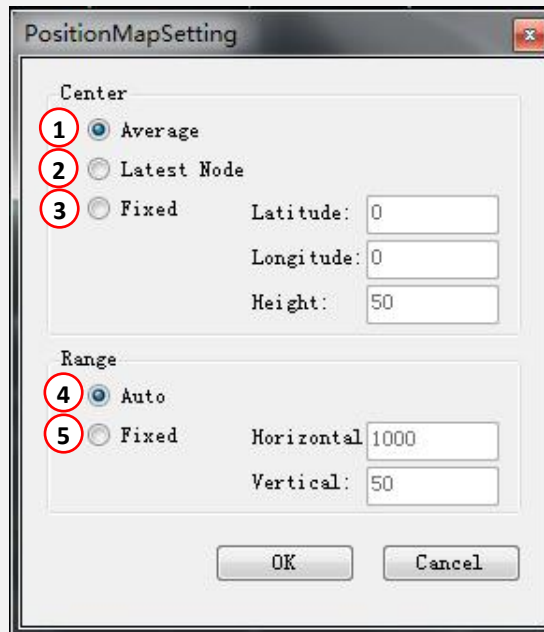 PositionMapSetting
x
Center
1 Average
2 Latest Node
3 Fixed Latitude: 0
Longitude: 0
Height: 50
Range
4 Auto
5 Fixed Horizontal 1000
Vertical: 50
OK Cancel